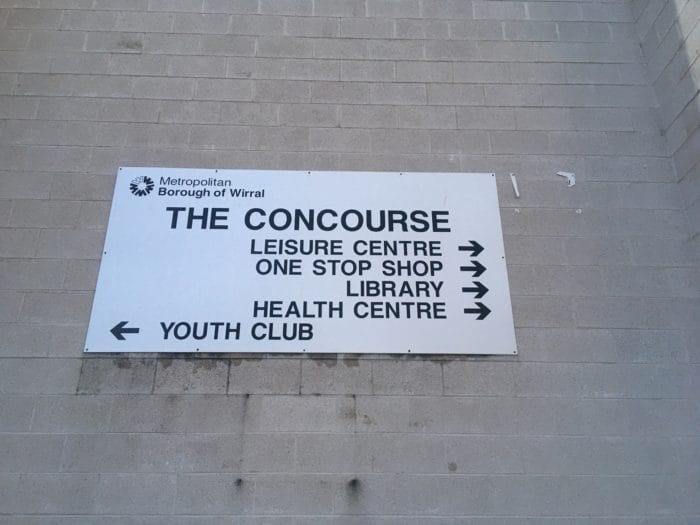 Metropolitan
Borough of Wirral
THE CONCOURSE
LEISURE CENTRE →
ONE STOP SHOP →
LIBRARY →
HEALTH CENTRE →
← YOUTH CLUB